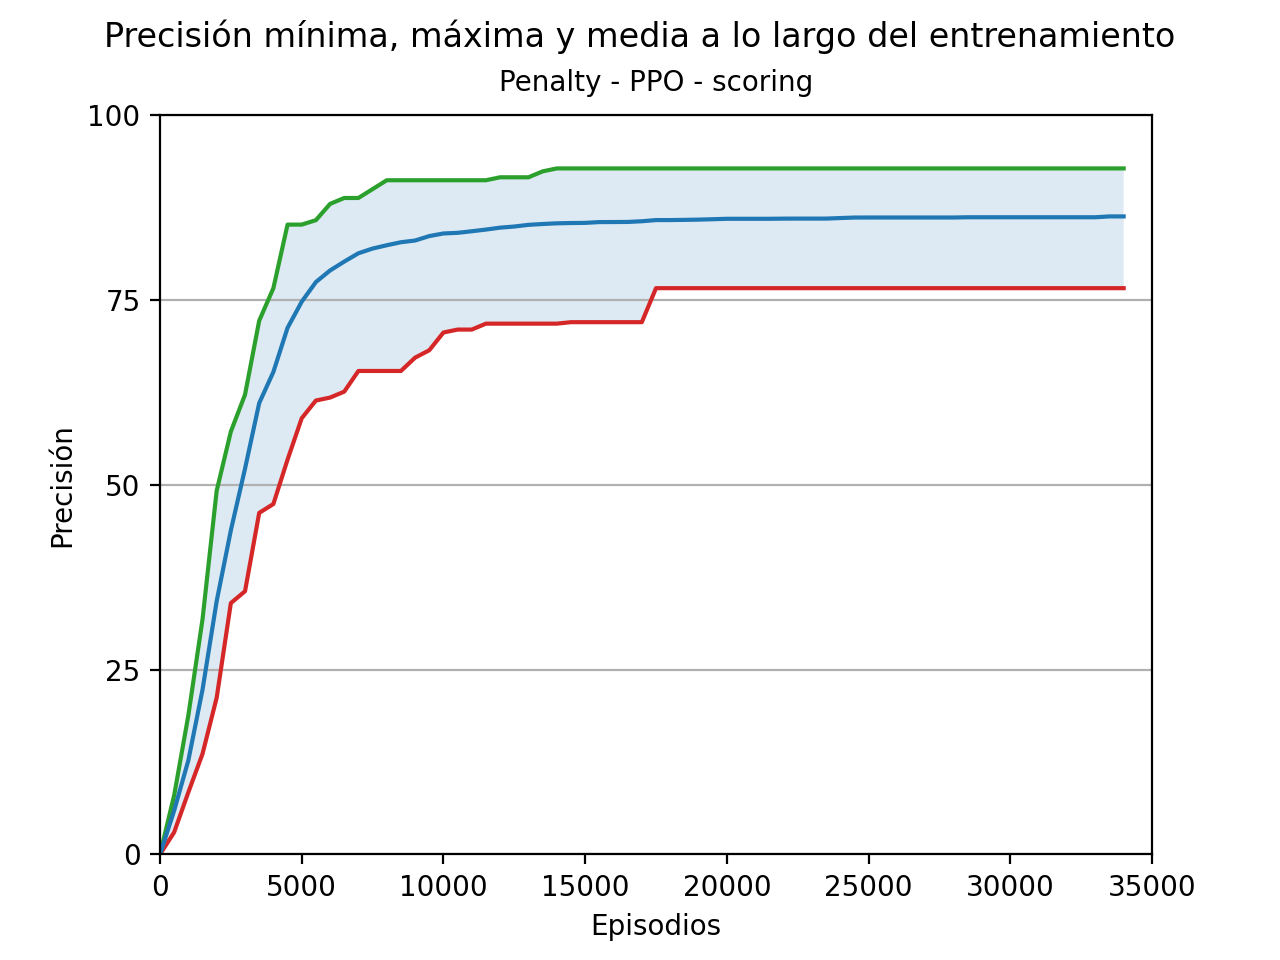 Precisión mínima, máxima y media a lo largo del entrenamiento
Penalty - PPO - scoring
100
75
50
25
0
Precisión
0 5000 10000 15000 20000 25000 30000 35000
Episodios